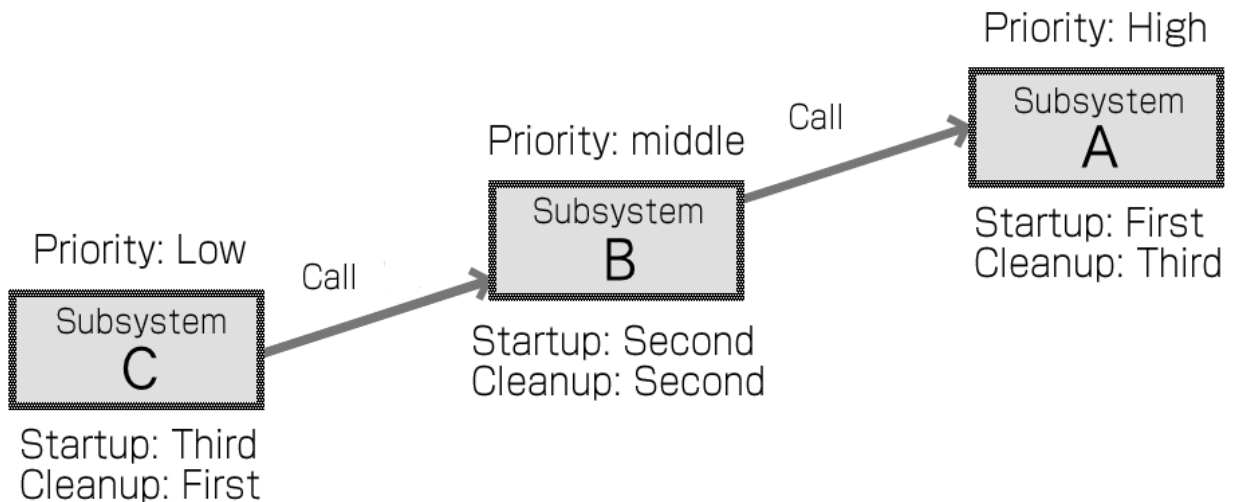 Priority: High
Subsystem
A
Call
Startup: First
Cleanup: Third
Priority: middle
Subsystem
B
Call
Startup: Second
Cleanup: Second
Priority: Low
Subsystem
C
Startup: Third
Cleanup: First